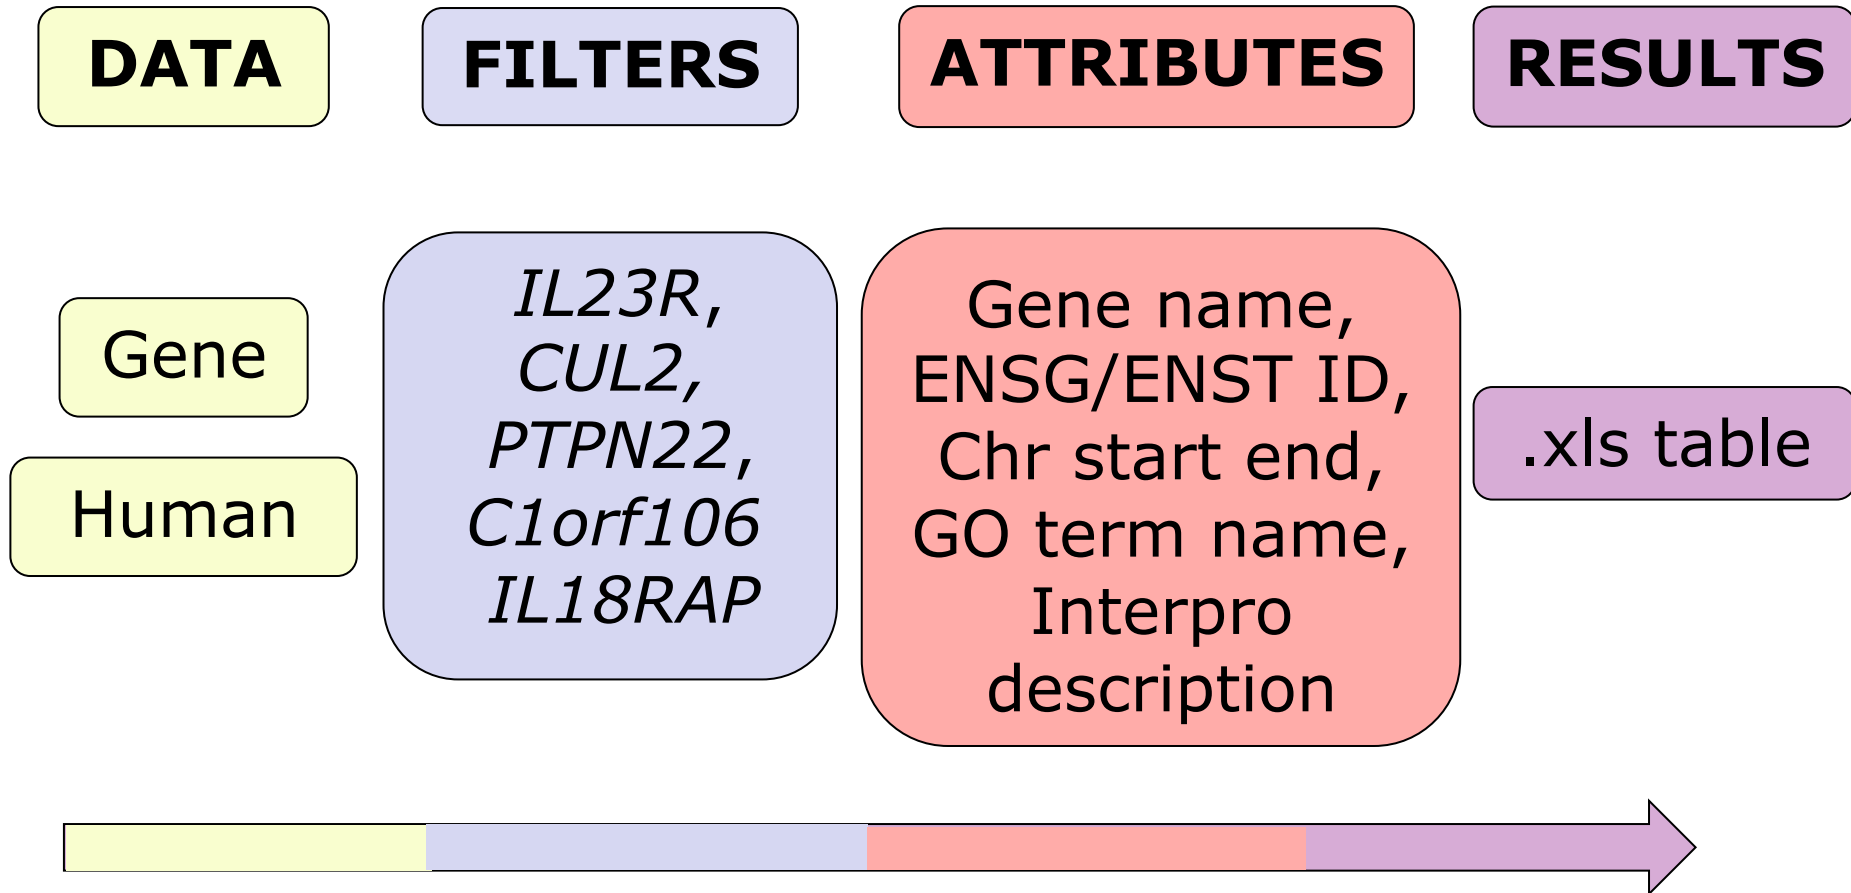 DATA
FILTERS
ATTRIBUTES
RESULTS
Gene
Human
IL23R,
CUL2,
PTPN22,
C1orf106
IL18RAP
Gene name,
ENSG/ENST ID,
Chr start end,
GO term name,
Interpro
description
.xls table